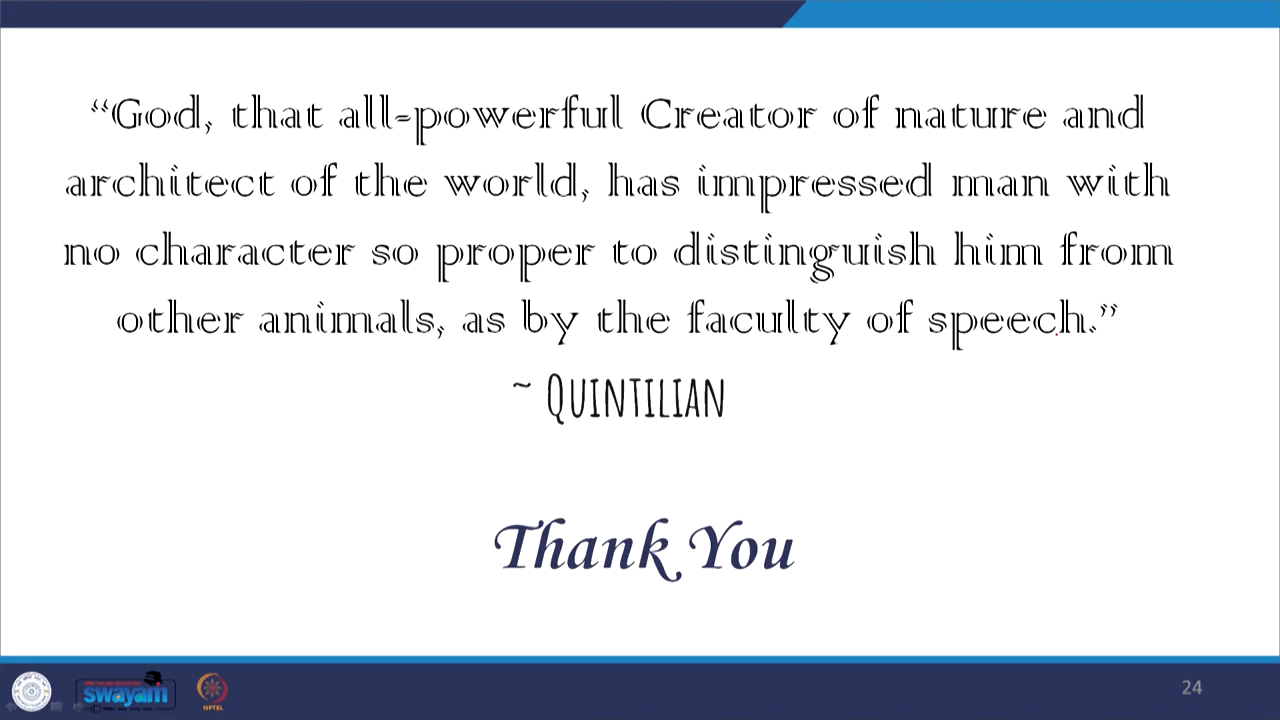 “God, that all-powerful Creator of nature and
architect of the world, has impressed man with
no character so proper to distinguish him from
other animals, as by the faculty of speech.”
~ QUINTILIAN
Thank You
swayam
NPTEL
24